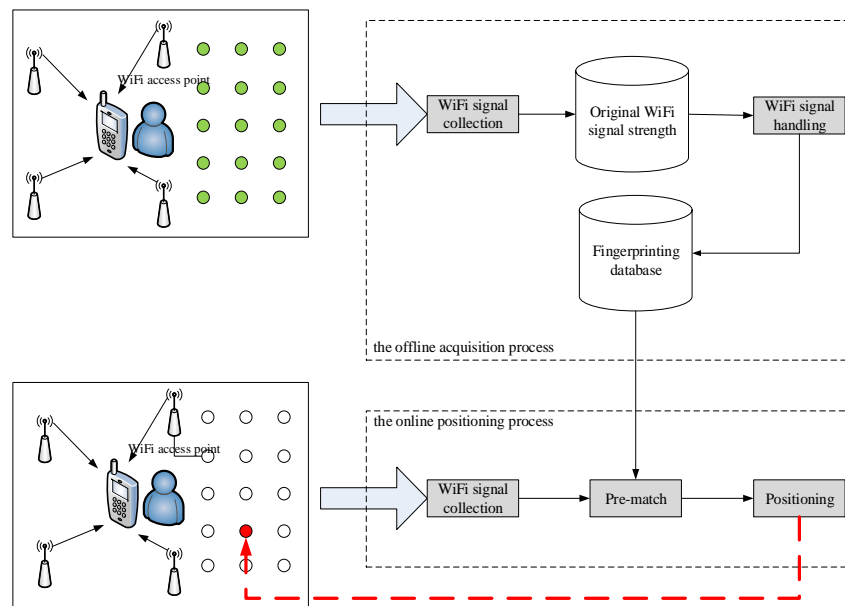 WiFi access point
WiFi signal
collection
Original WiFi
signal strength
WiFi signal
handling
Fingerprinting
database
the offline acquisition process
WiFi access point
the online positioning process
WiFi signal
collection
Pre-match
Positioning